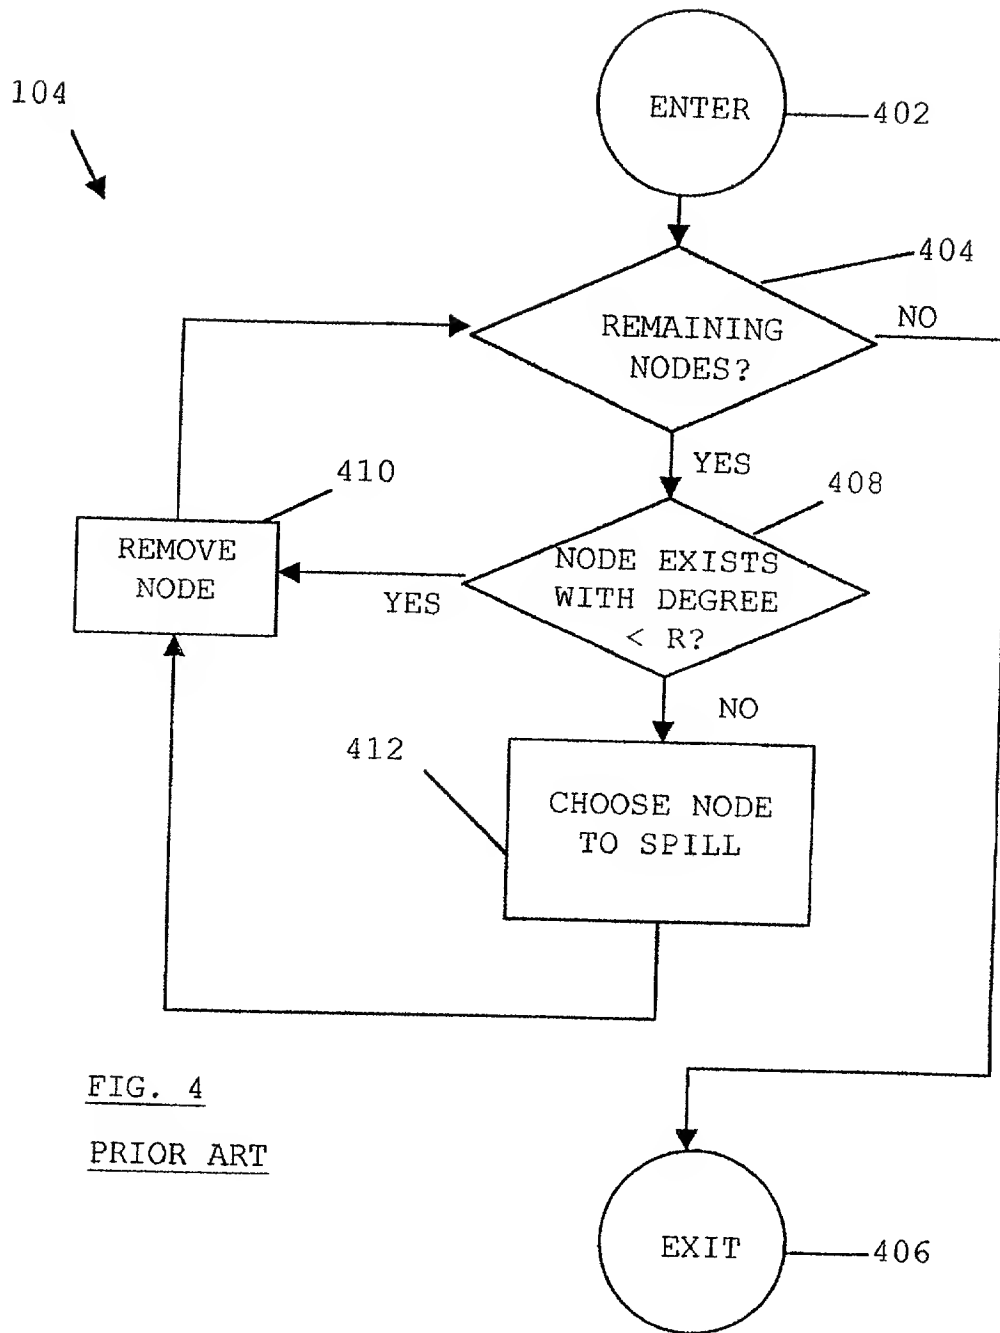 104
ENTER
402
404
REMAINING
NODES?
NO
YES
410
408
REMOVE
NODE
NODE EXISTS
WITH DEGREE
< R?
YES
NO
412
CHOOSE NODE
TO SPILL
FIG. 4
PRIOR ART
EXIT
406